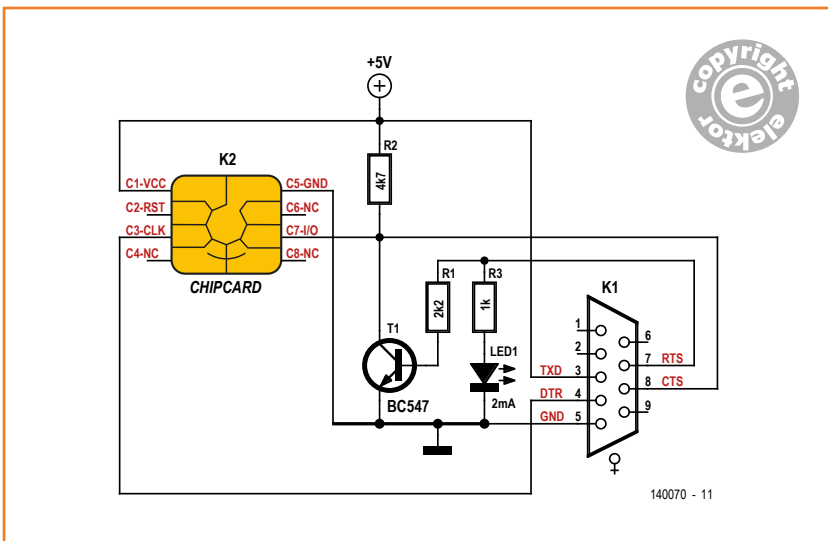 +5V
copyright
e
elektor
K2
R2
4k7
C1-VCC
C5-GND
C2-RST
C6-NC
C3-CLK
C7-I/O
C4-NC
C8-NC
CHIPCARD
R1
2k2
R3
1k
K1
T1
BC547
LED1
2mA
1
6
2
TXD
3
7
RTS
DTR
4
8
CTS
GND
5
9
140070 - 11